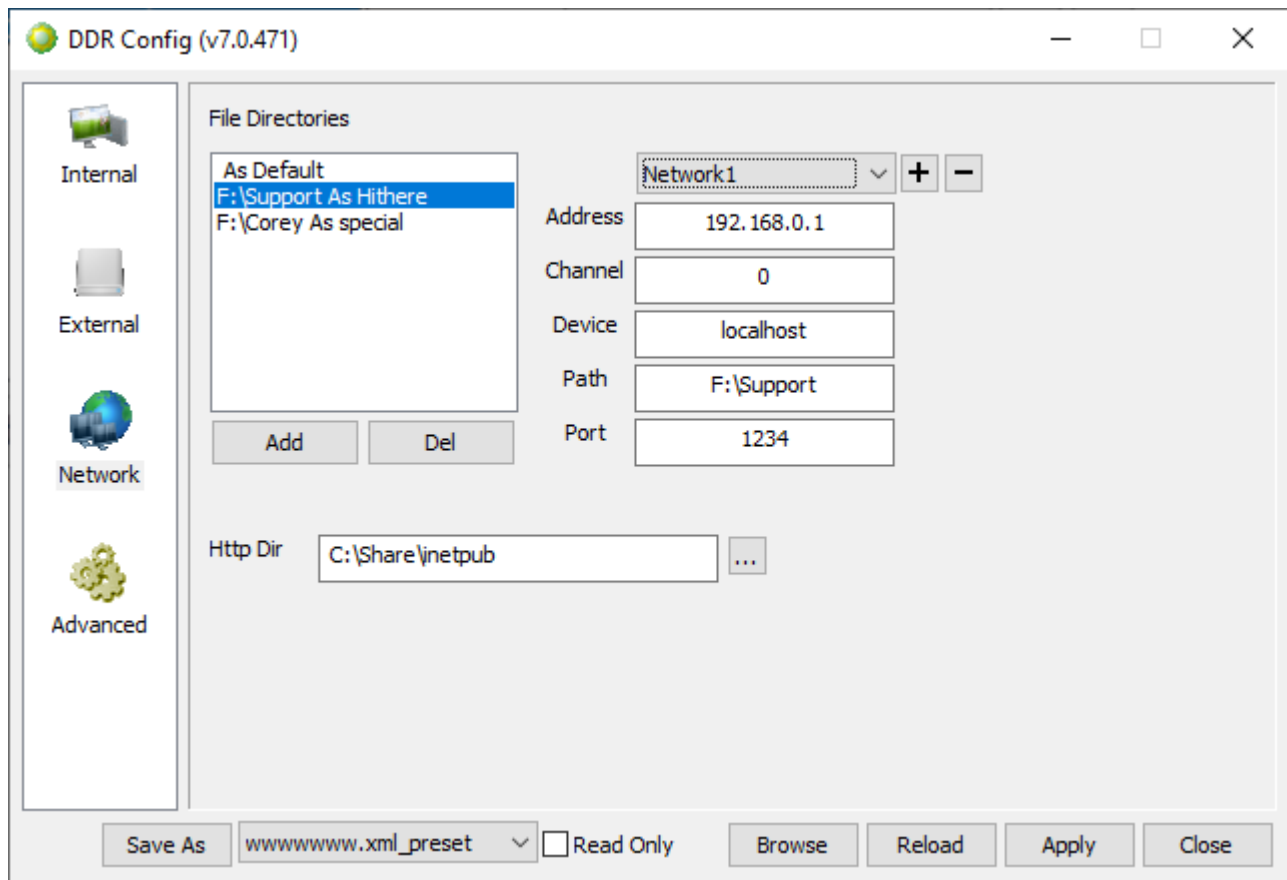 DDR Config (v7.0.471)
Internal
External
Network
Advanced
File Directories
As Default
F:\Support As Hithere
F:\Corey As special
Add
Del
Network1
+
-
Address
192.168.0.1
Channel
0
Device
localhost
Path
F:\Support
Port
1234
Http Dir
C:\Share\inetpub
...
Save As
wwwwwww.xml_preset
Read Only
Browse
Reload
Apply
Close